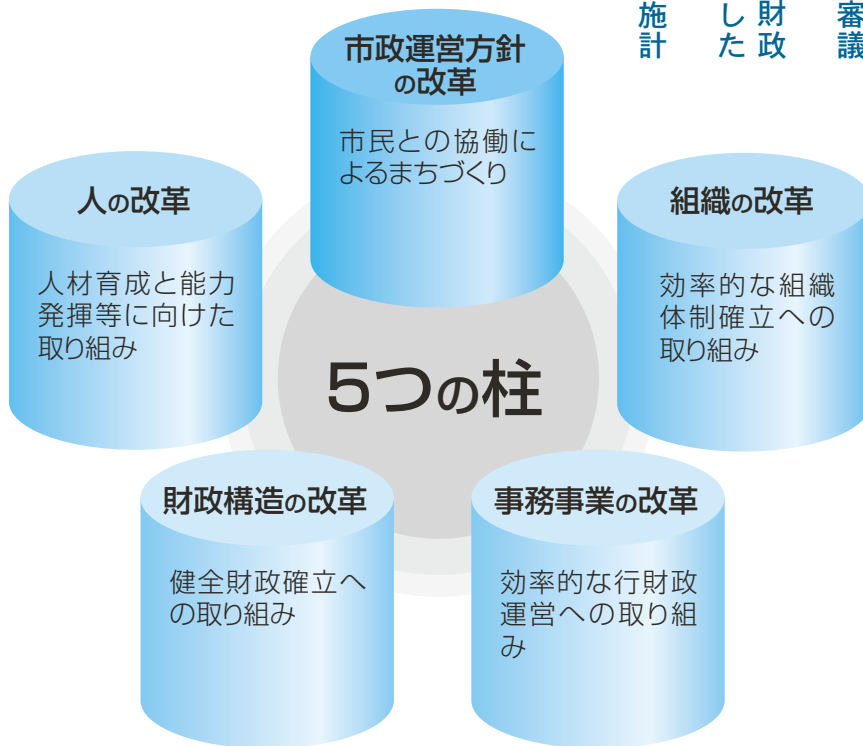 審議
財政
した
施計
市政運営方針
の改革
市民との協働に
よるまちづくり
人の改革
人材育成と能力
発揮等に向けた
取り組み
組織の改革
効率的な組織
体制確立への
取り組み
5つの柱
財政構造の改革
健全財政確立へ
の取り組み
事務事業の改革
効率的な行財政
運営への取り組
み